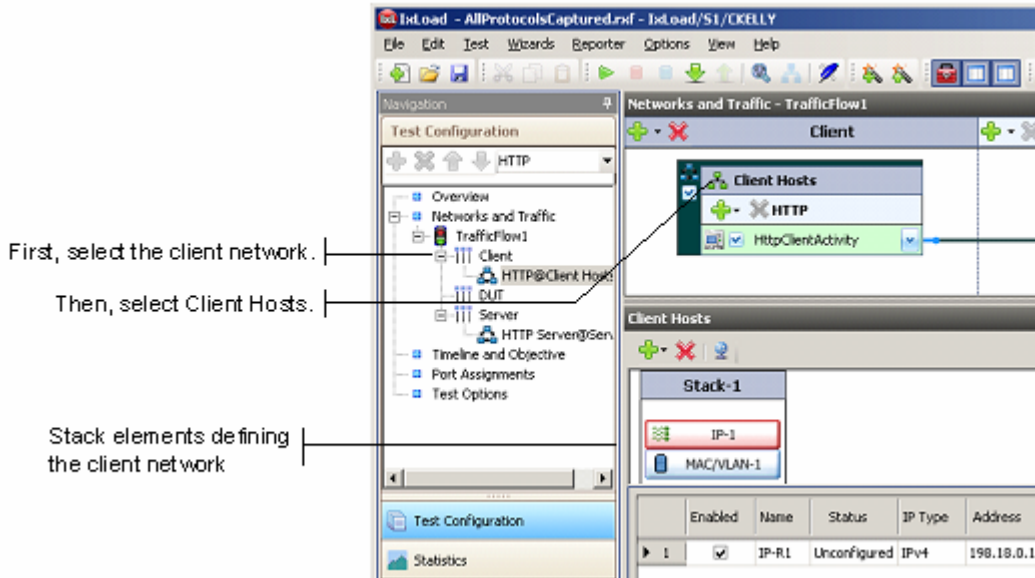 IxLoad - AllProtocolsCaptured.rxf - IxLoad/S1/CKELLY
File Edit Test Wizards Reporter Options View Help
Navigation
Test Configuration
HTTP
Overview
Networks and Traffic
TrafficFlow1
Client
HTTP@Client Hosts
DUT
Server
HTTP Server@Serv
Timeline and Objective
Port Assignments
Test Options
Test Configuration
Statistics
First, select the client network.
Then, select Client Hosts.
Stack elements defining
the client network
Networks and Traffic - TrafficFlow1
Client
Client Hosts
HTTP
HttpClientActivity
Client Hosts
Stack-1
IP-1
MAC/VLAN-1
Enabled Name Status IP Type Address
1 IP-R1 Unconfigured IPv4 198.18.0.1